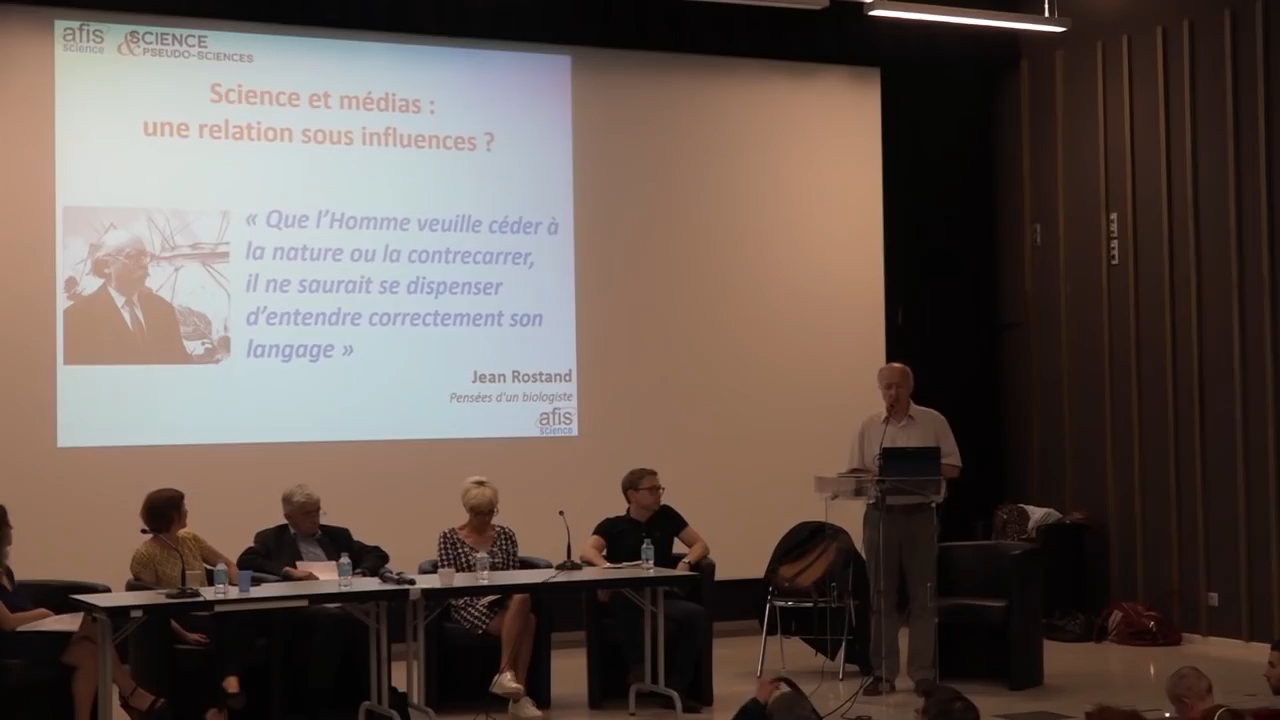 afis
science
SCIENCE
& PSEUDO-SCIENCES
Science et médias :
une relation sous influences ?
« Que l'Homme veuille céder à
la nature ou la contrecarrer,
il ne saurait se dispenser
d'entendre correctement son
langage »
Jean Rostand
Pensées d'un biologiste
afis
science